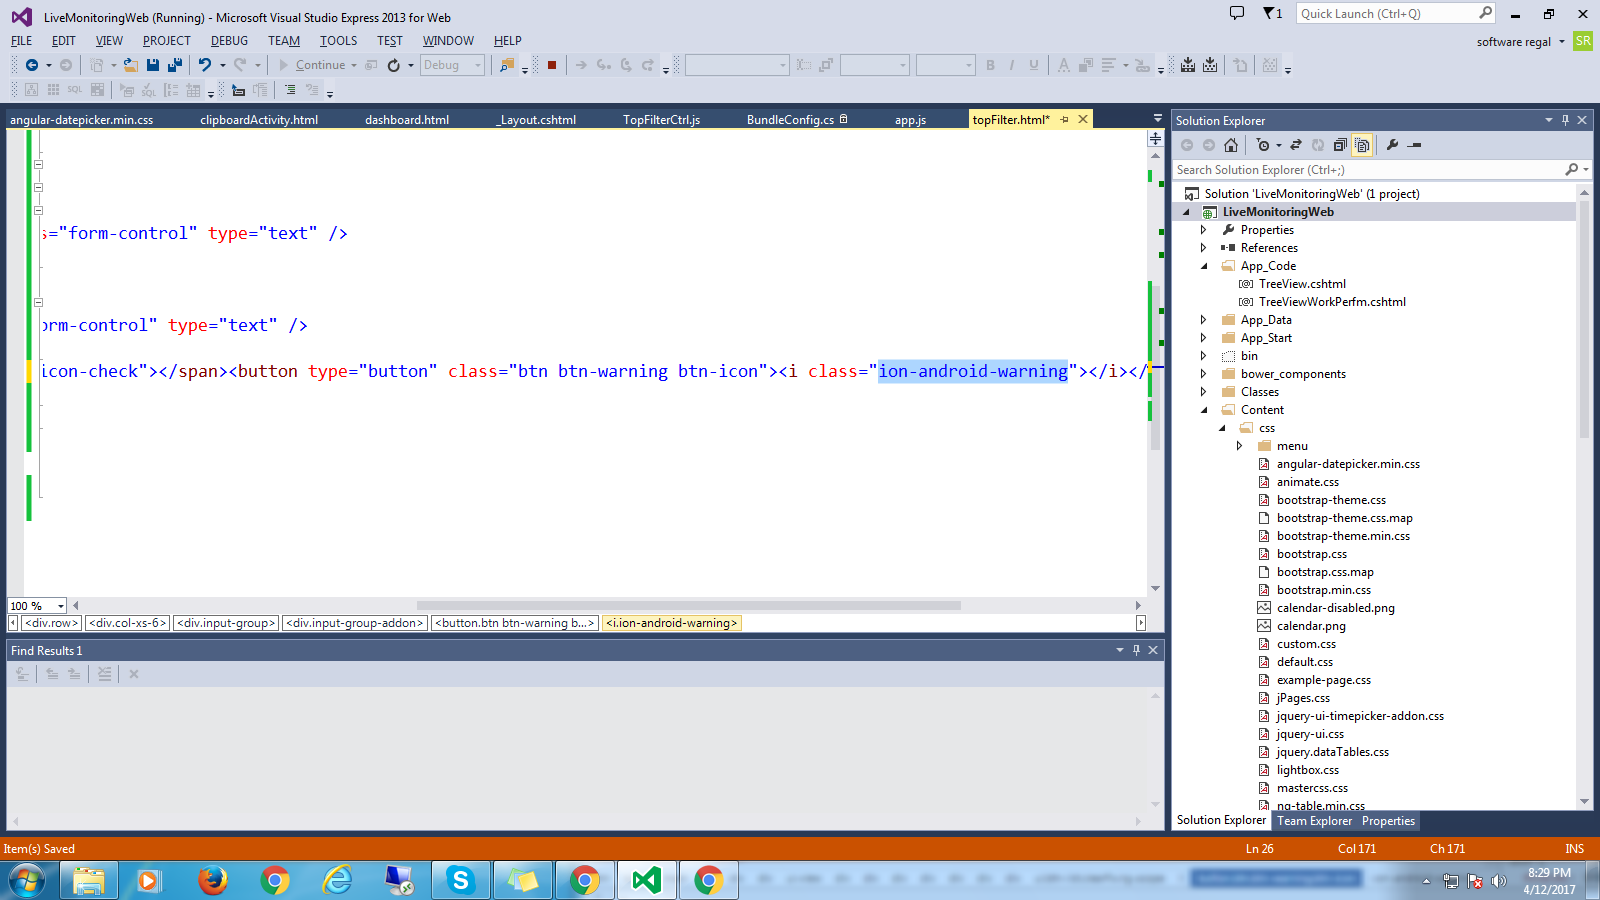 LiveMonitoringWeb (Running) - Microsoft Visual Studio Express 2013 for Web
1
Quick Launch (Ctrl+Q)
FILE EDIT VIEW PROJECT DEBUG TEAM TOOLS TEST WINDOW HELP
software regal
SR
Continue
Debug
B I U A
SQL SQL
angular-datepicker.min.css clipboardActivity.html dashboard.html _Layout.cshtml TopFilterCtrl.js BundleConfig.cs app.js topFilter.html*
s="form-control" type="text" />
orm-control" type="text" />
icon-check"></span><button type="button" class="btn btn-warning btn-icon"><i class="ion-android-warning"></i></
100 %
<div.row> <div.col-xs-6> <div.input-group> <div.input-group-addon> <button.btn btn-warning b...> <i.ion-android-warning>
Find Results 1
Solution Explorer
Search Solution Explorer (Ctrl+;)
Solution 'LiveMonitoringWeb' (1 project)
LiveMonitoringWeb
Properties
References
App_Code
TreeView.cshtml
TreeViewWorkPerfm.cshtml
App_Data
App_Start
bin
bower_components
Classes
Content
css
menu
angular-datepicker.min.css
animate.css
bootstrap-theme.css
bootstrap-theme.css.map
bootstrap-theme.min.css
bootstrap.css
bootstrap.css.map
bootstrap.min.css
calendar-disabled.png
calendar.png
custom.css
default.css
example-page.css
jPages.css
jquery-ui-timepicker-addon.css
jquery-ui.css
jquery.dataTables.css
lightbox.css
mastercss.css
ng-table.min.css
Solution Explorer Team Explorer Properties
Item(s) Saved
Ln 26 Col 171 Ch 171 INS
8:29 PM
4/12/2017